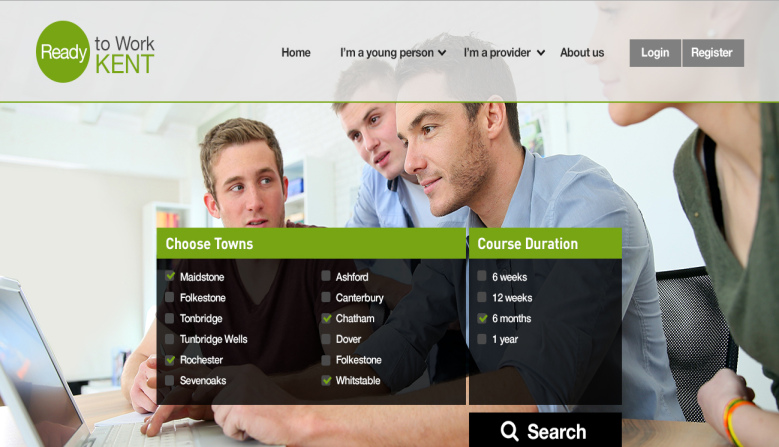 Ready to Work
KENT
Home I'm a young person I'm a provider About us Login Register
Choose Towns Course Duration
Maidstone Ashford 6 weeks
Folkestone Canterbury 12 weeks
Tonbridge Chatham 6 months
Tunbridge Wells Dover 1 year
Rochester Folkestone
Sevenoaks Whitstable
Search